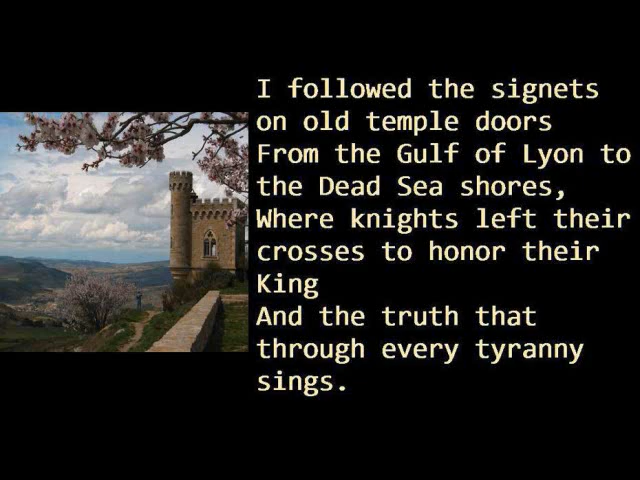 I followed the signets
on old temple doors
From the Gulf of Lyon to
the Dead Sea shores,
Where knights left their
crosses to honor their
King
And the truth that
through every tyranny
sings.